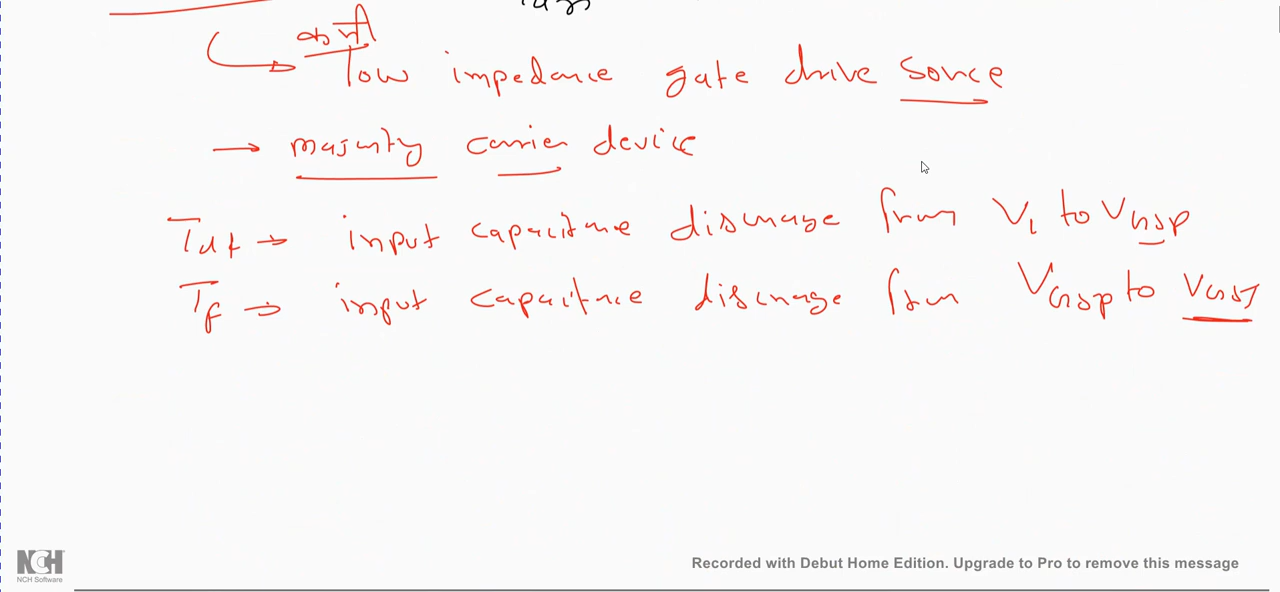 low impedance gate drive source
→ majority carrier device
Tdf → input capacitance discharge from V1 to VGSP
Tf → input capacitance discharge from VGSP to VGST
NCH
NCH Software
Recorded with Debut Home Edition. Upgrade to Pro to remove this message